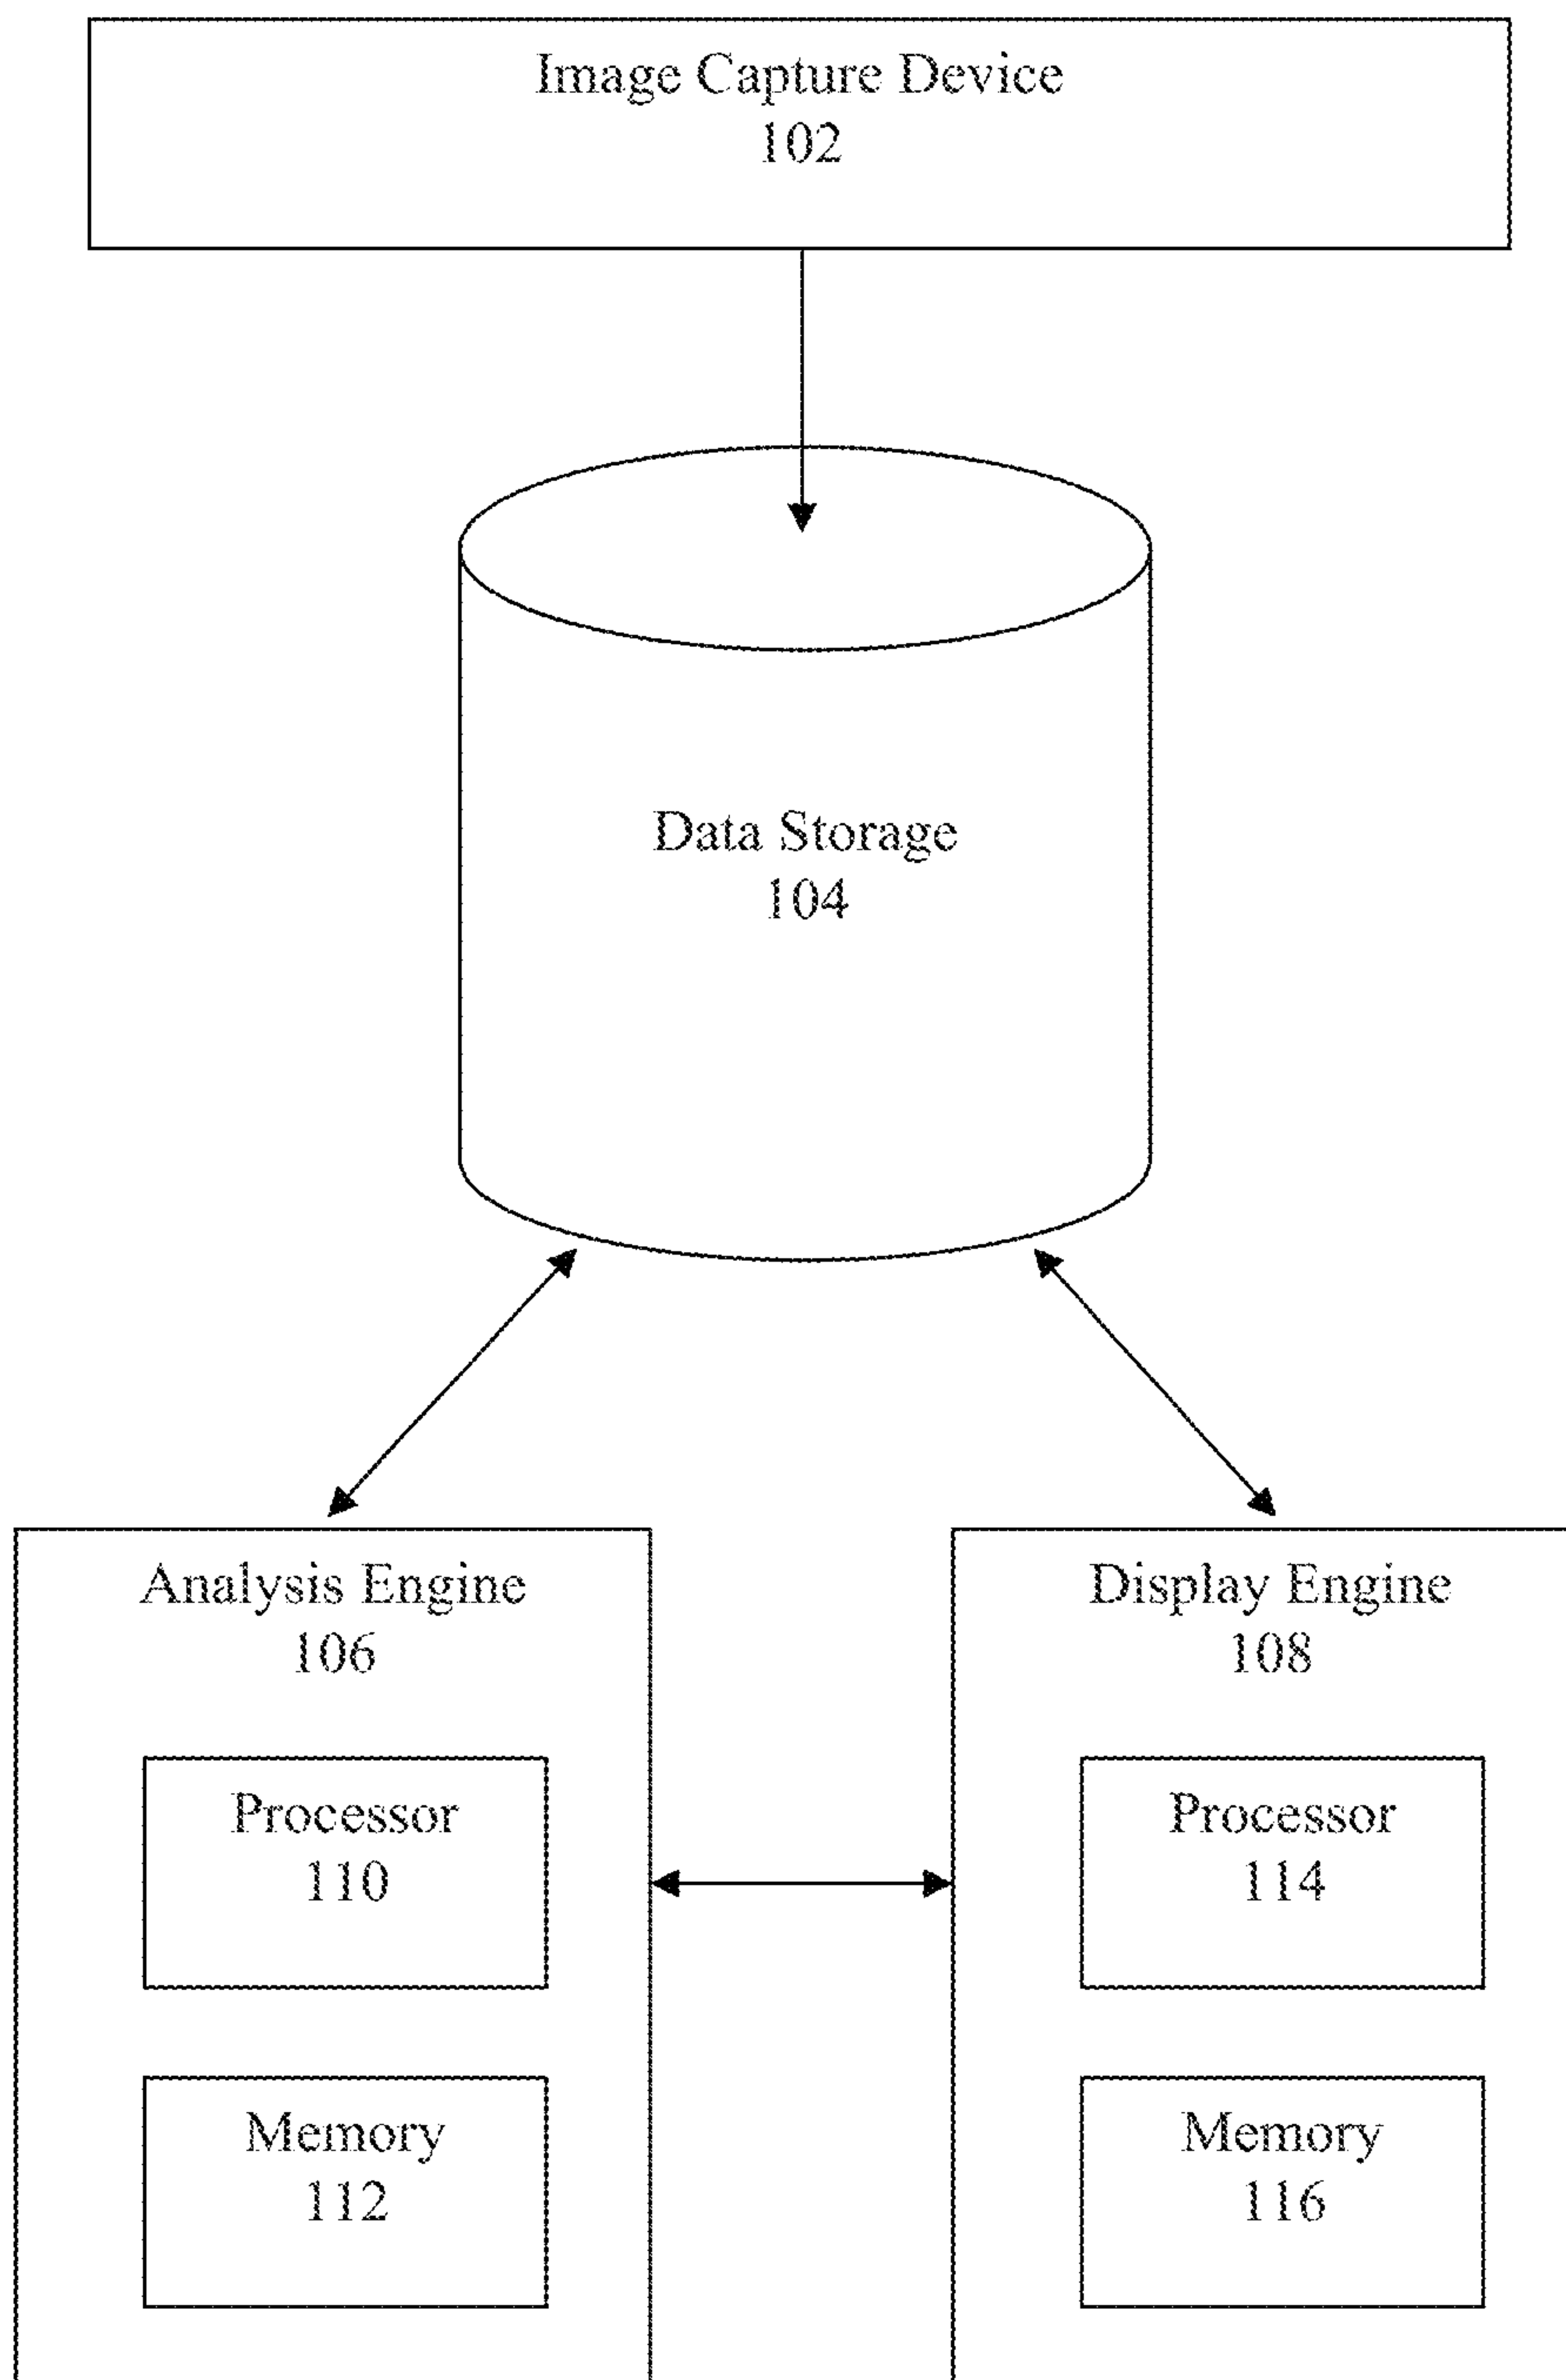 Image Capture Device
102
Data Storage
104
Analysis Engine
106
Processor
110
Memory
112
Display Engine
108
Processor
114
Memory
116